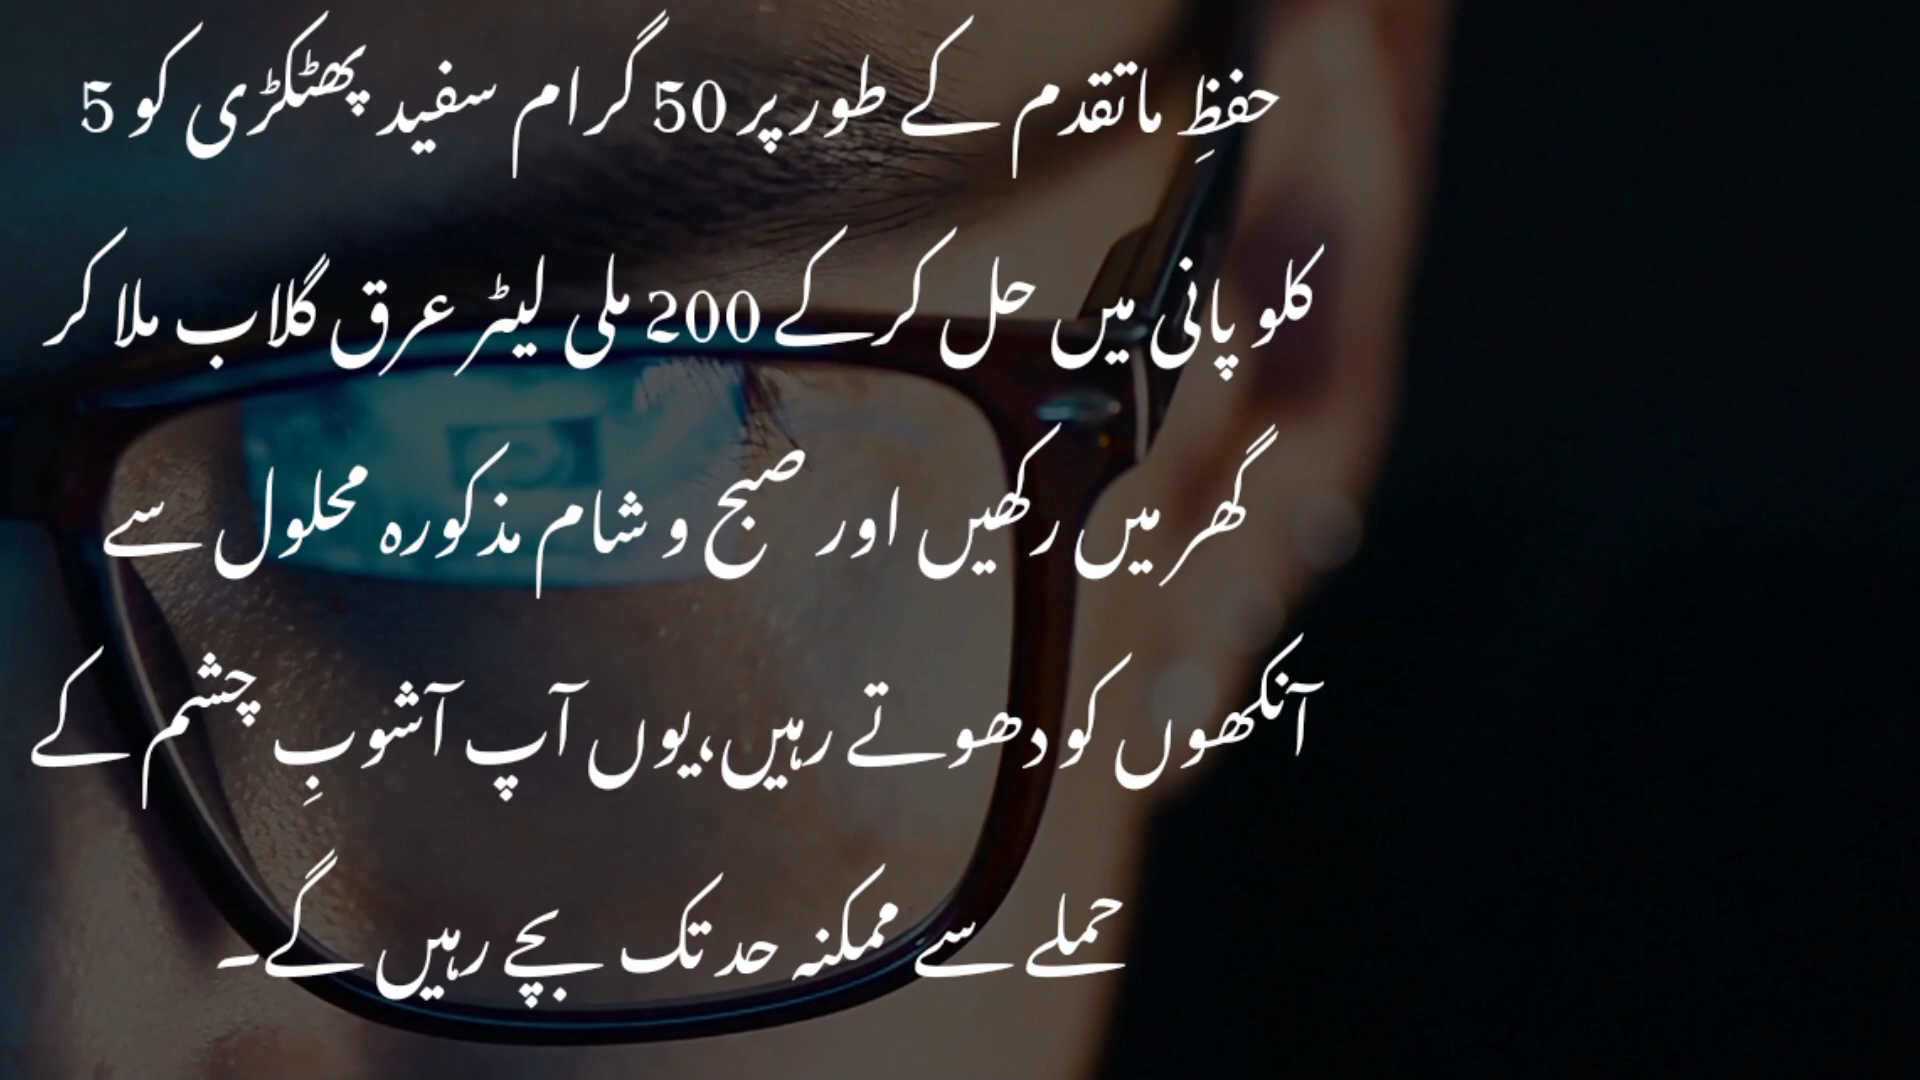 حفظِ ماتقدم کے طور پر 50 گرام سفید پھٹکڑی کو 5
کلو پانی میں حل کرکے 200 ملی لیٹر عرق گلاب ملا کر
گھر میں رکھیں اور صبح و شام مذکورہ محلول سے
آنکھوں کو دھوتے رہیں،یوں آپ آشوبِ چشم کے
حملے سے ممکنہ حد تک بچے رہیں گے۔